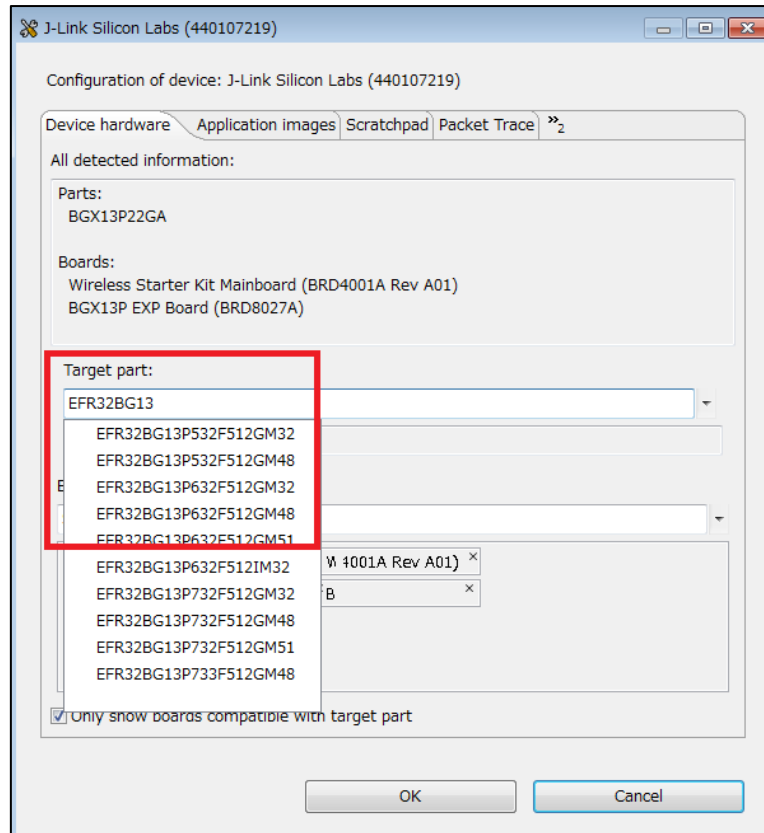 J-Link Silicon Labs (440107219)
Configuration of device: J-Link Silicon Labs (440107219)
Device hardware Application images Scratchpad Packet Trace »2
All detected information:
Parts:
BGX13P22GA
Boards:
Wireless Starter Kit Mainboard (BRD4001A Rev A01)
BGX13P EXP Board (BRD8027A)
Target part:
EFR32BG13
EFR32BG13P532F512GM32
EFR32BG13P532F512GM48
EFR32BG13P632F512GM32
EFR32BG13P632F512GM48
EFR32BG13P632F512GM51
EFR32BG13P632F512IM32
EFR32BG13P732F512GM32
EFR32BG13P732F512GM48
EFR32BG13P732F512GM51
EFR32BG13P733F512GM48
4001A Rev A01) ×
B ×
Only show boards compatible with target part
OK Cancel